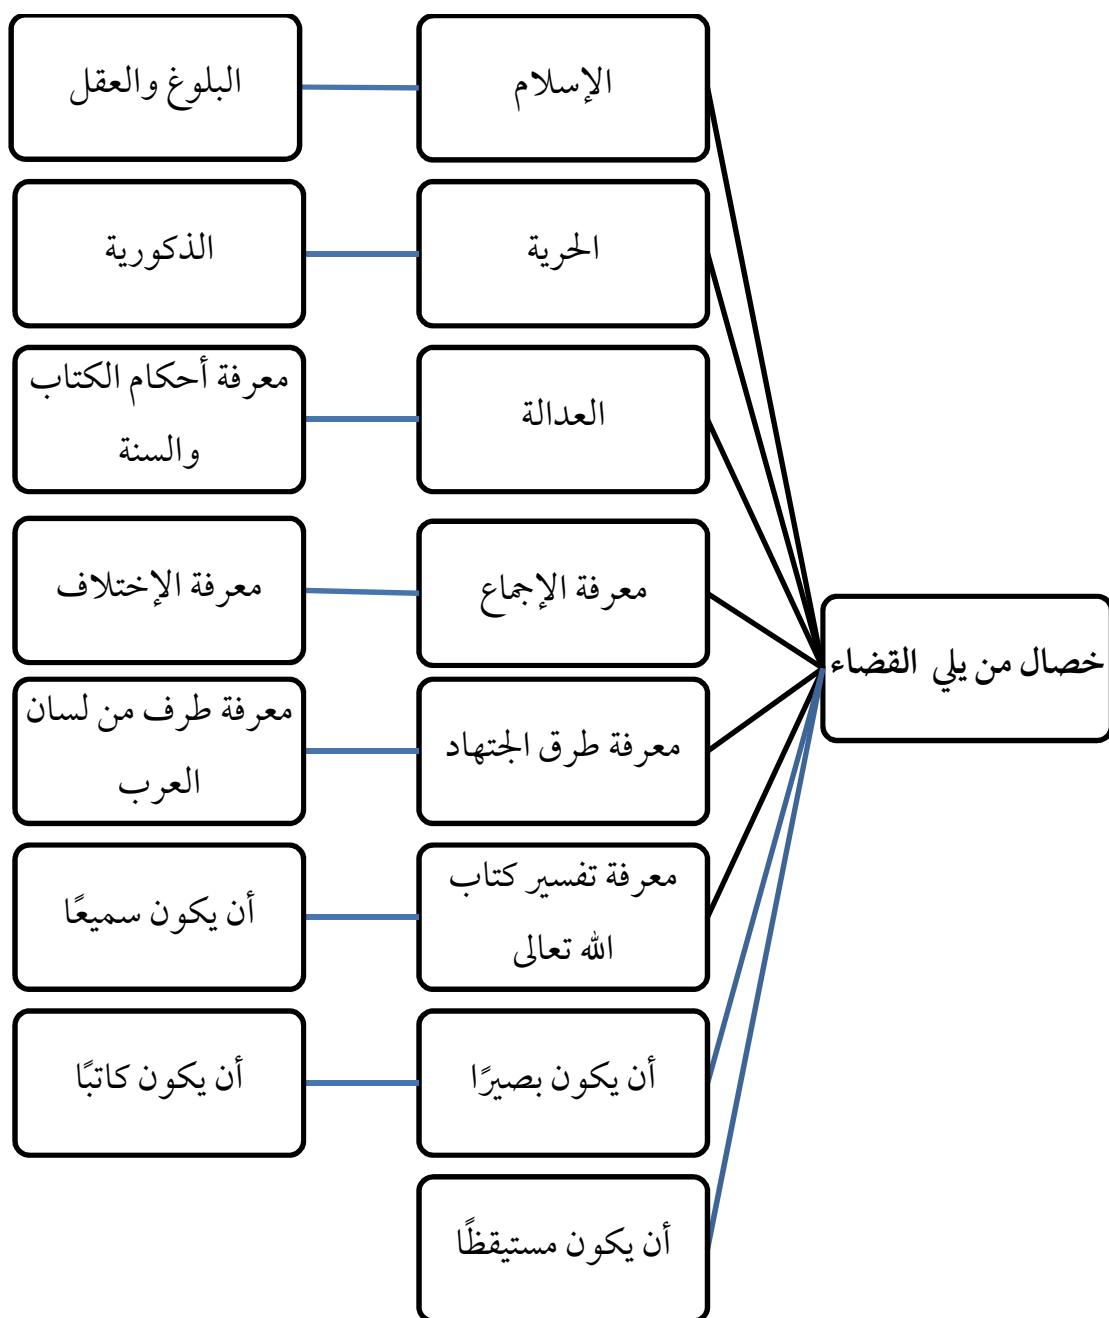 خصال من يلي القضاء
الإسلام
البلوغ والعقل
الحرية
الذكورية
العدالة
معرفة أحكام الكتاب
والسنة
معرفة الإجماع
معرفة الإختلاف
معرفة طرق الجتهاد
معرفة طرف من لسان
العرب
معرفة تفسير كتاب
الله تعالى
أن يكون سميعًا
أن يكون بصيرًا
أن يكون كاتبًا
أن يكون مستيقظًا